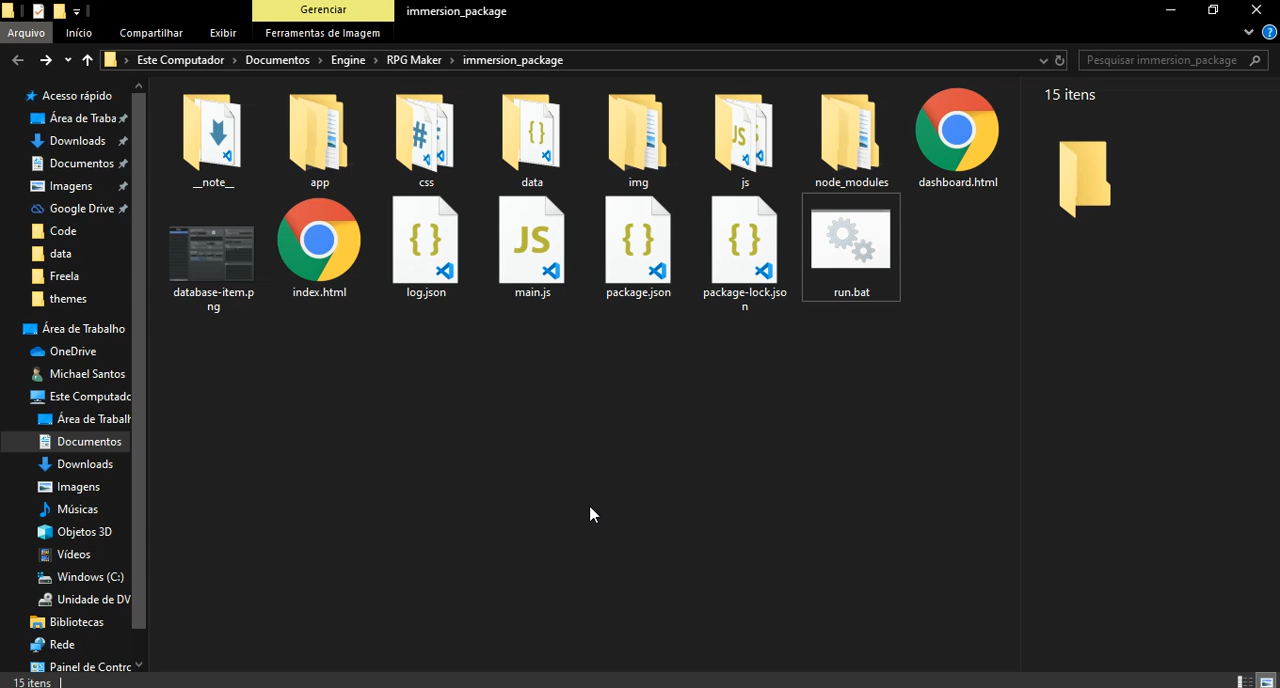 Gerenciar
immersion_package
Arquivo
Início
Compartilhar
Exibir
Ferramentas de Imagem
Este Computador
Documentos
Engine
RPG Maker
immersion_package
Pesquisar immersion_package
Acesso rápido
Área de Traba
Downloads
Documentos
Imagens
Google Drive
Code
data
Freela
themes
Área de Trabalho
OneDrive
Michael Santos
Este Computado
Área de Trabalh
Documentos
Downloads
Imagens
Músicas
Objetos 3D
Vídeos
Windows (C:)
Unidade de DV
Bibliotecas
Rede
Painel de Contro
__note__
app
css
data
img
js
node_modules
dashboard.html
database-item.p
ng
index.html
log.json
main.js
package.json
package-lock.jso
n
run.bat
15 itens
15 itens